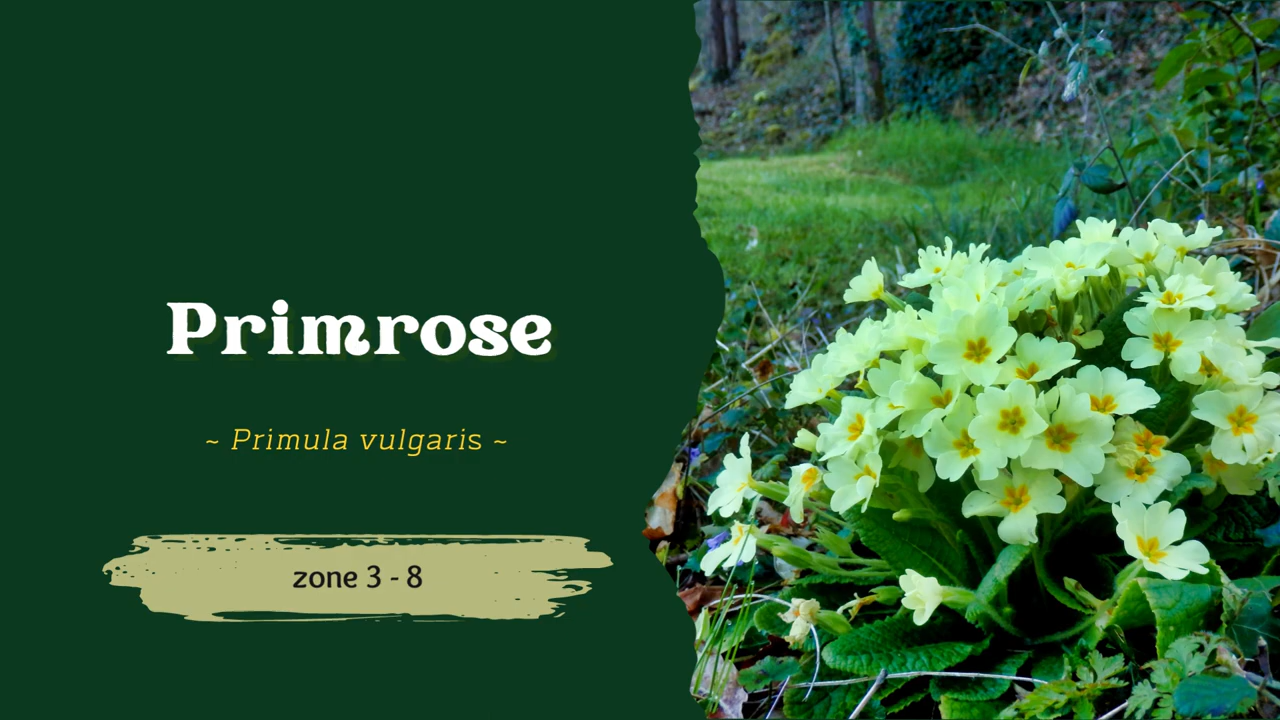 Primrose
~ Primula vulgaris ~
zone 3 - 8